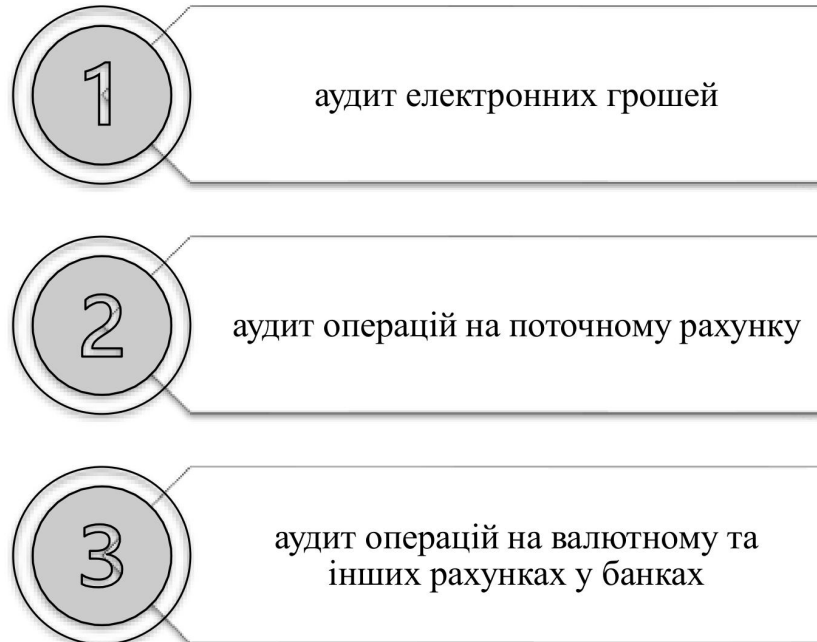 1
аудит електронних грошей
2
аудит операцій на поточному рахунку
3
аудит операцій на валютному та
інших рахунках у банках